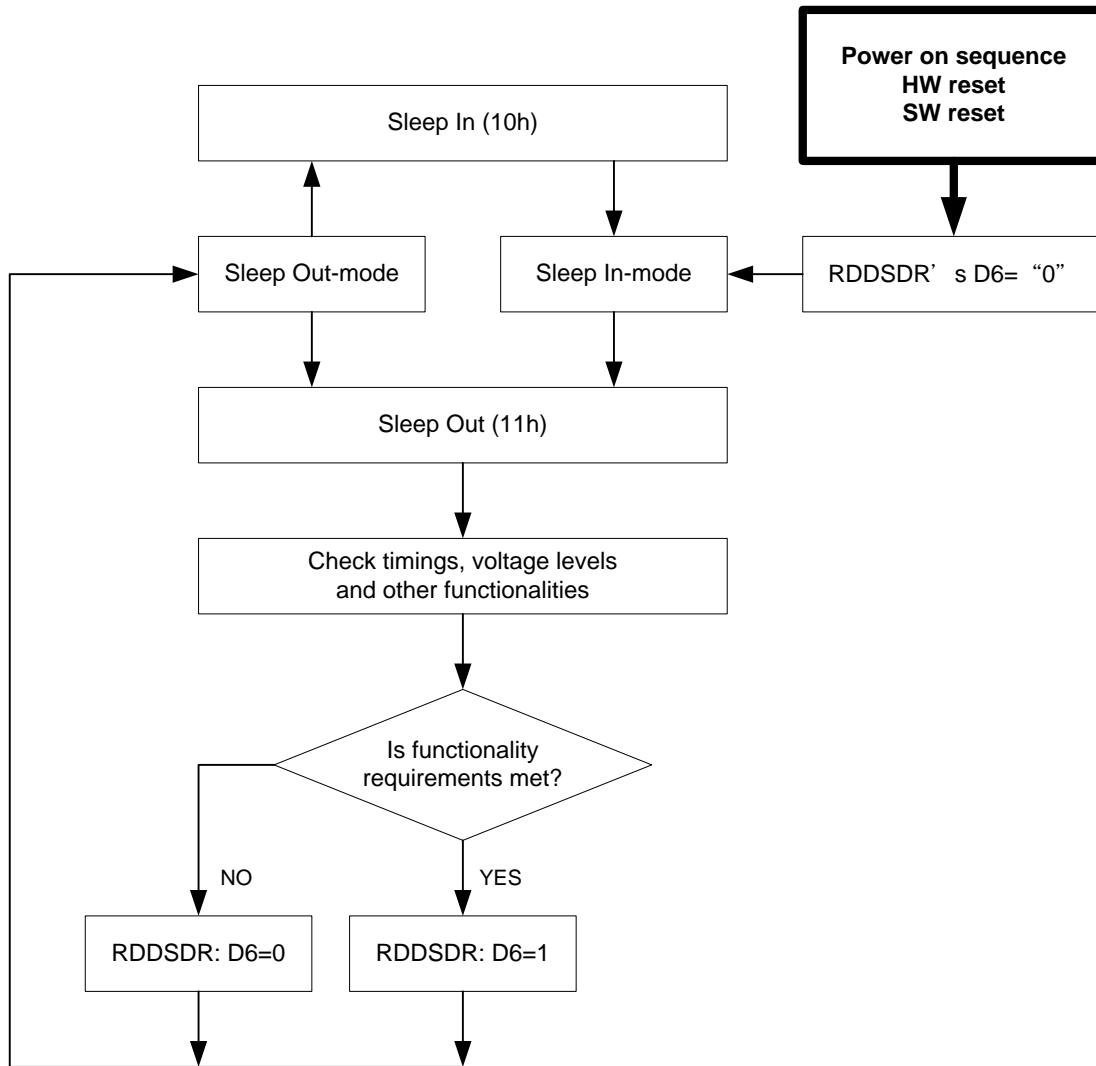 Power on sequence
HW reset
SW reset
Sleep In (10h)
Sleep Out-mode
Sleep In-mode
RDDSDR’ s D6= “0”
Sleep Out (11h)
Check timings, voltage levels
and other functionalities
Is functionality
requirements met?
NO
YES
RDDSDR: D6=0
RDDSDR: D6=1